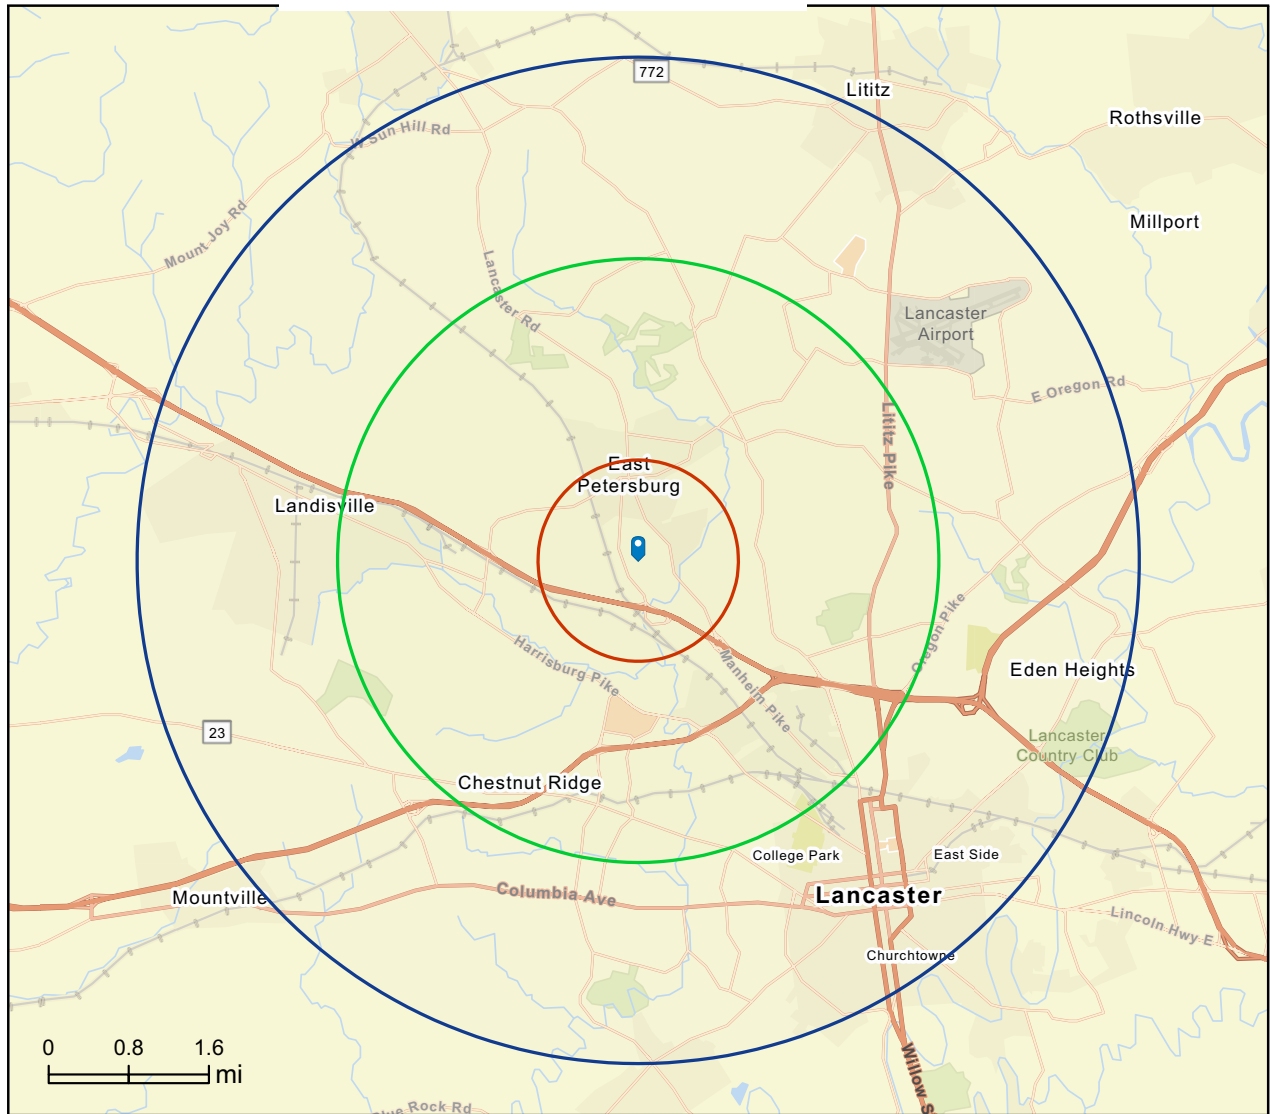 772
Lititz
Rothsville
W Sun Hill Rd
Mount Joy Rd
Millport
Lancaster Rd
Lancaster
Airport
E Oregon Rd
Lititz Pike
East
Petersburg
Landisville
Oregon Pike
Harrisburg Pike
Manheim Pike
Eden Heights
23
Lancaster
Country Club
Chestnut Ridge
College Park
East Side
Mountville
Columbia Ave
Lancaster
Lincoln Hwy E
Churchtowne
0 0.8 1.6
mi
Willow S
lue Rock Rd